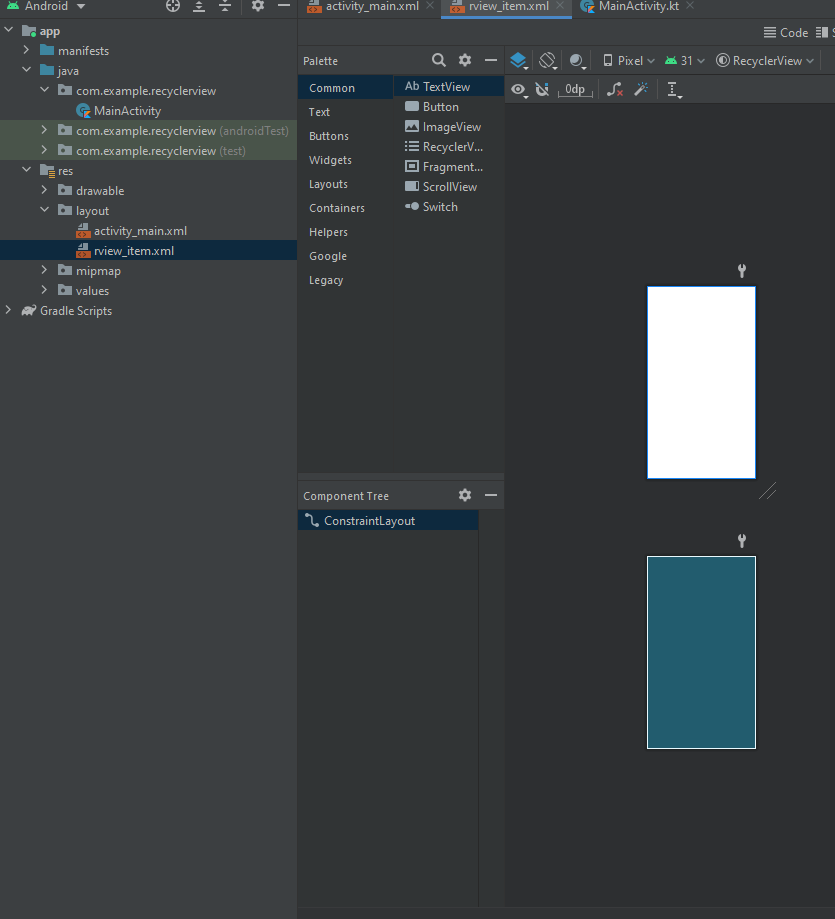 Android
activity_main.xml
rview_item.xml
MainActivity.kt
Code
app
manifests
java
com.example.recyclerview
MainActivity
com.example.recyclerview (androidTest)
com.example.recyclerview (test)
res
drawable
layout
activity_main.xml
rview_item.xml
mipmap
values
Gradle Scripts
Palette
Common
Text
Buttons
Widgets
Layouts
Containers
Helpers
Google
Legacy
Ab TextView
Button
ImageView
RecyclerV...
Fragment...
ScrollView
Switch
Pixel
31
RecyclerView
0dp
Component Tree
ConstraintLayout